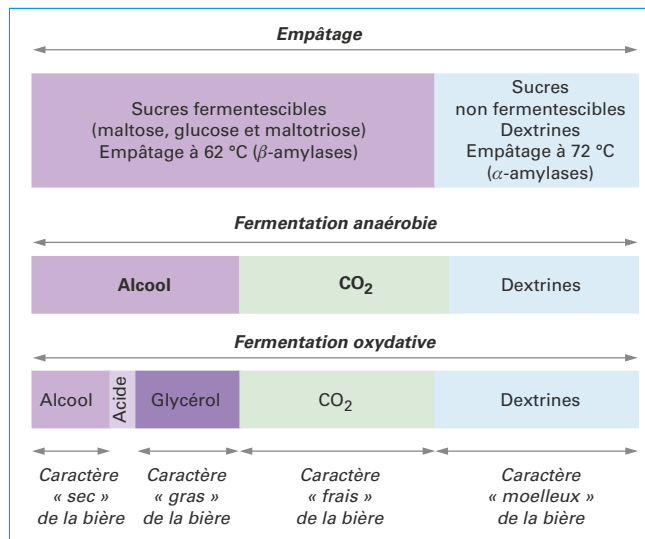 Empâtage
Sucres fermentescibles
(maltose, glucose et maltotriose)
Empâtage à 62 °C (β-amylases)
Sucres
non fermentescibles
Dextrines
Empâtage à 72 °C
(α-amylases)
Fermentation anaérobie
Alcool
CO₂
Dextrines
Fermentation oxydative
Alcool
Acide
Glycérol
CO₂
Dextrines
Caractère
« sec »
de la bière
Caractère
« gras »
de la bière
Caractère
« frais »
de la bière
Caractère
« moelleux »
de la bière